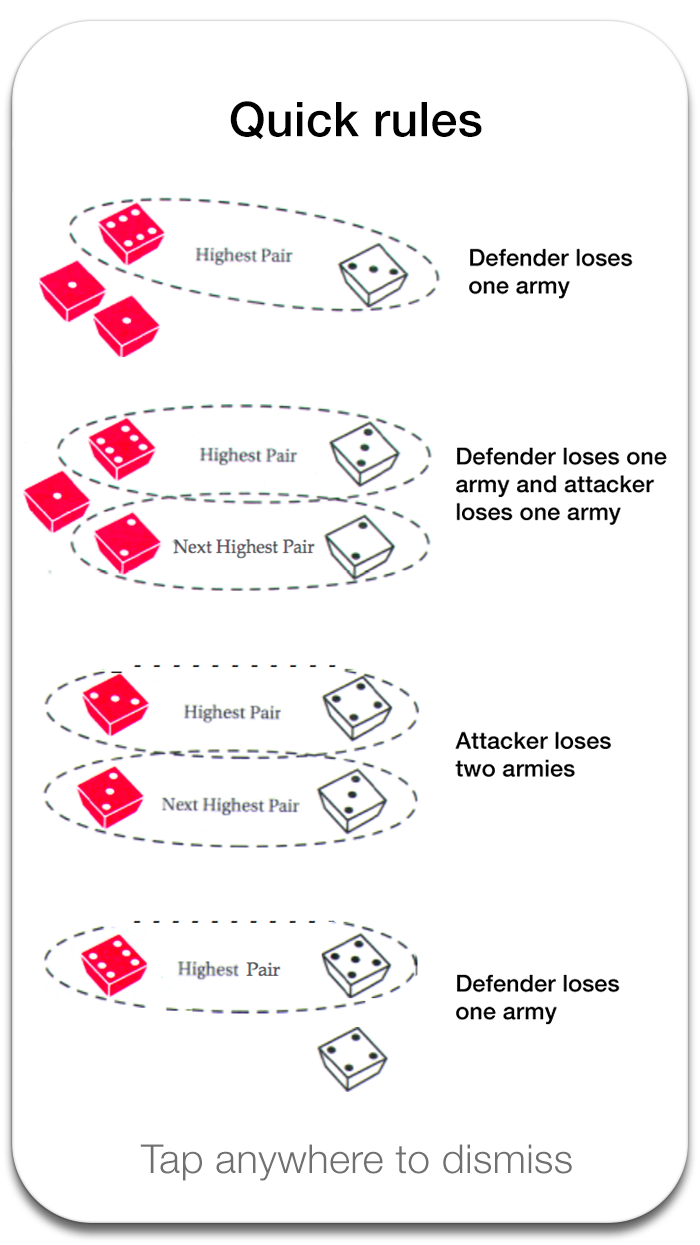 Quick rules
Highest Pair
Defender loses
one army
Highest Pair
Next Highest Pair
Defender loses one
army and attacker
loses one army
Highest Pair
Next Highest Pair
Attacker loses
two armies
Highest Pair
Defender loses
one army
Tap anywhere to dismiss